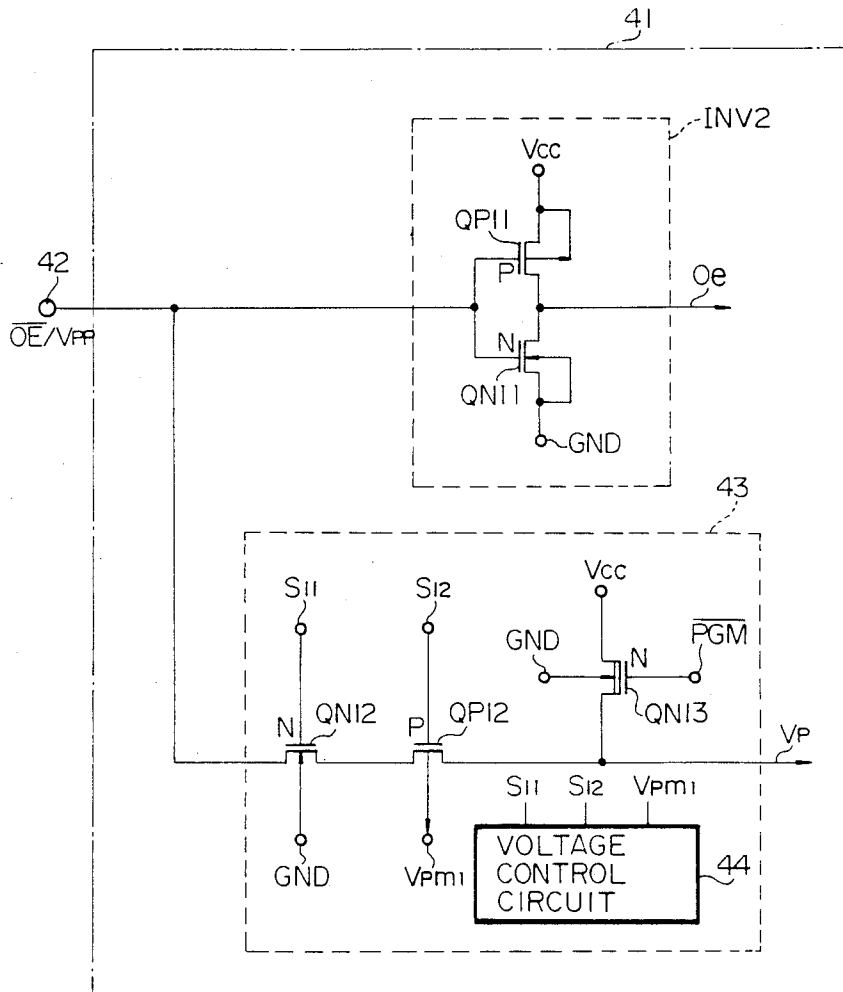 41
INV2
Vcc
QP11
P
42
Oe
OE/VPP
N
QN11
GND
43
S11
S12
Vcc
PGM
GND
N
QN13
N
QN12
P
QP12
VP
S11
S12
VPM1
GND
VPM1
VOLTAGE
CONTROL
CIRCUIT
44